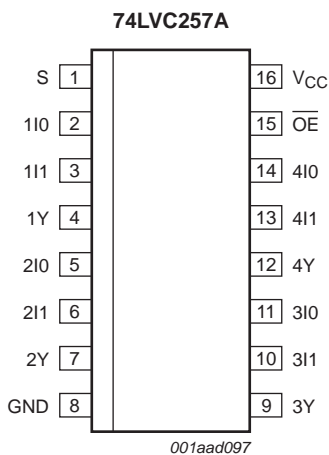 74LVC257A
S 1 16 VCC
1I0 2 15 OE
1I1 3 14 4I0
1Y 4 13 4I1
2I0 5 12 4Y
2I1 6 11 3I0
2Y 7 10 3I1
GND 8 9 3Y
001aad097